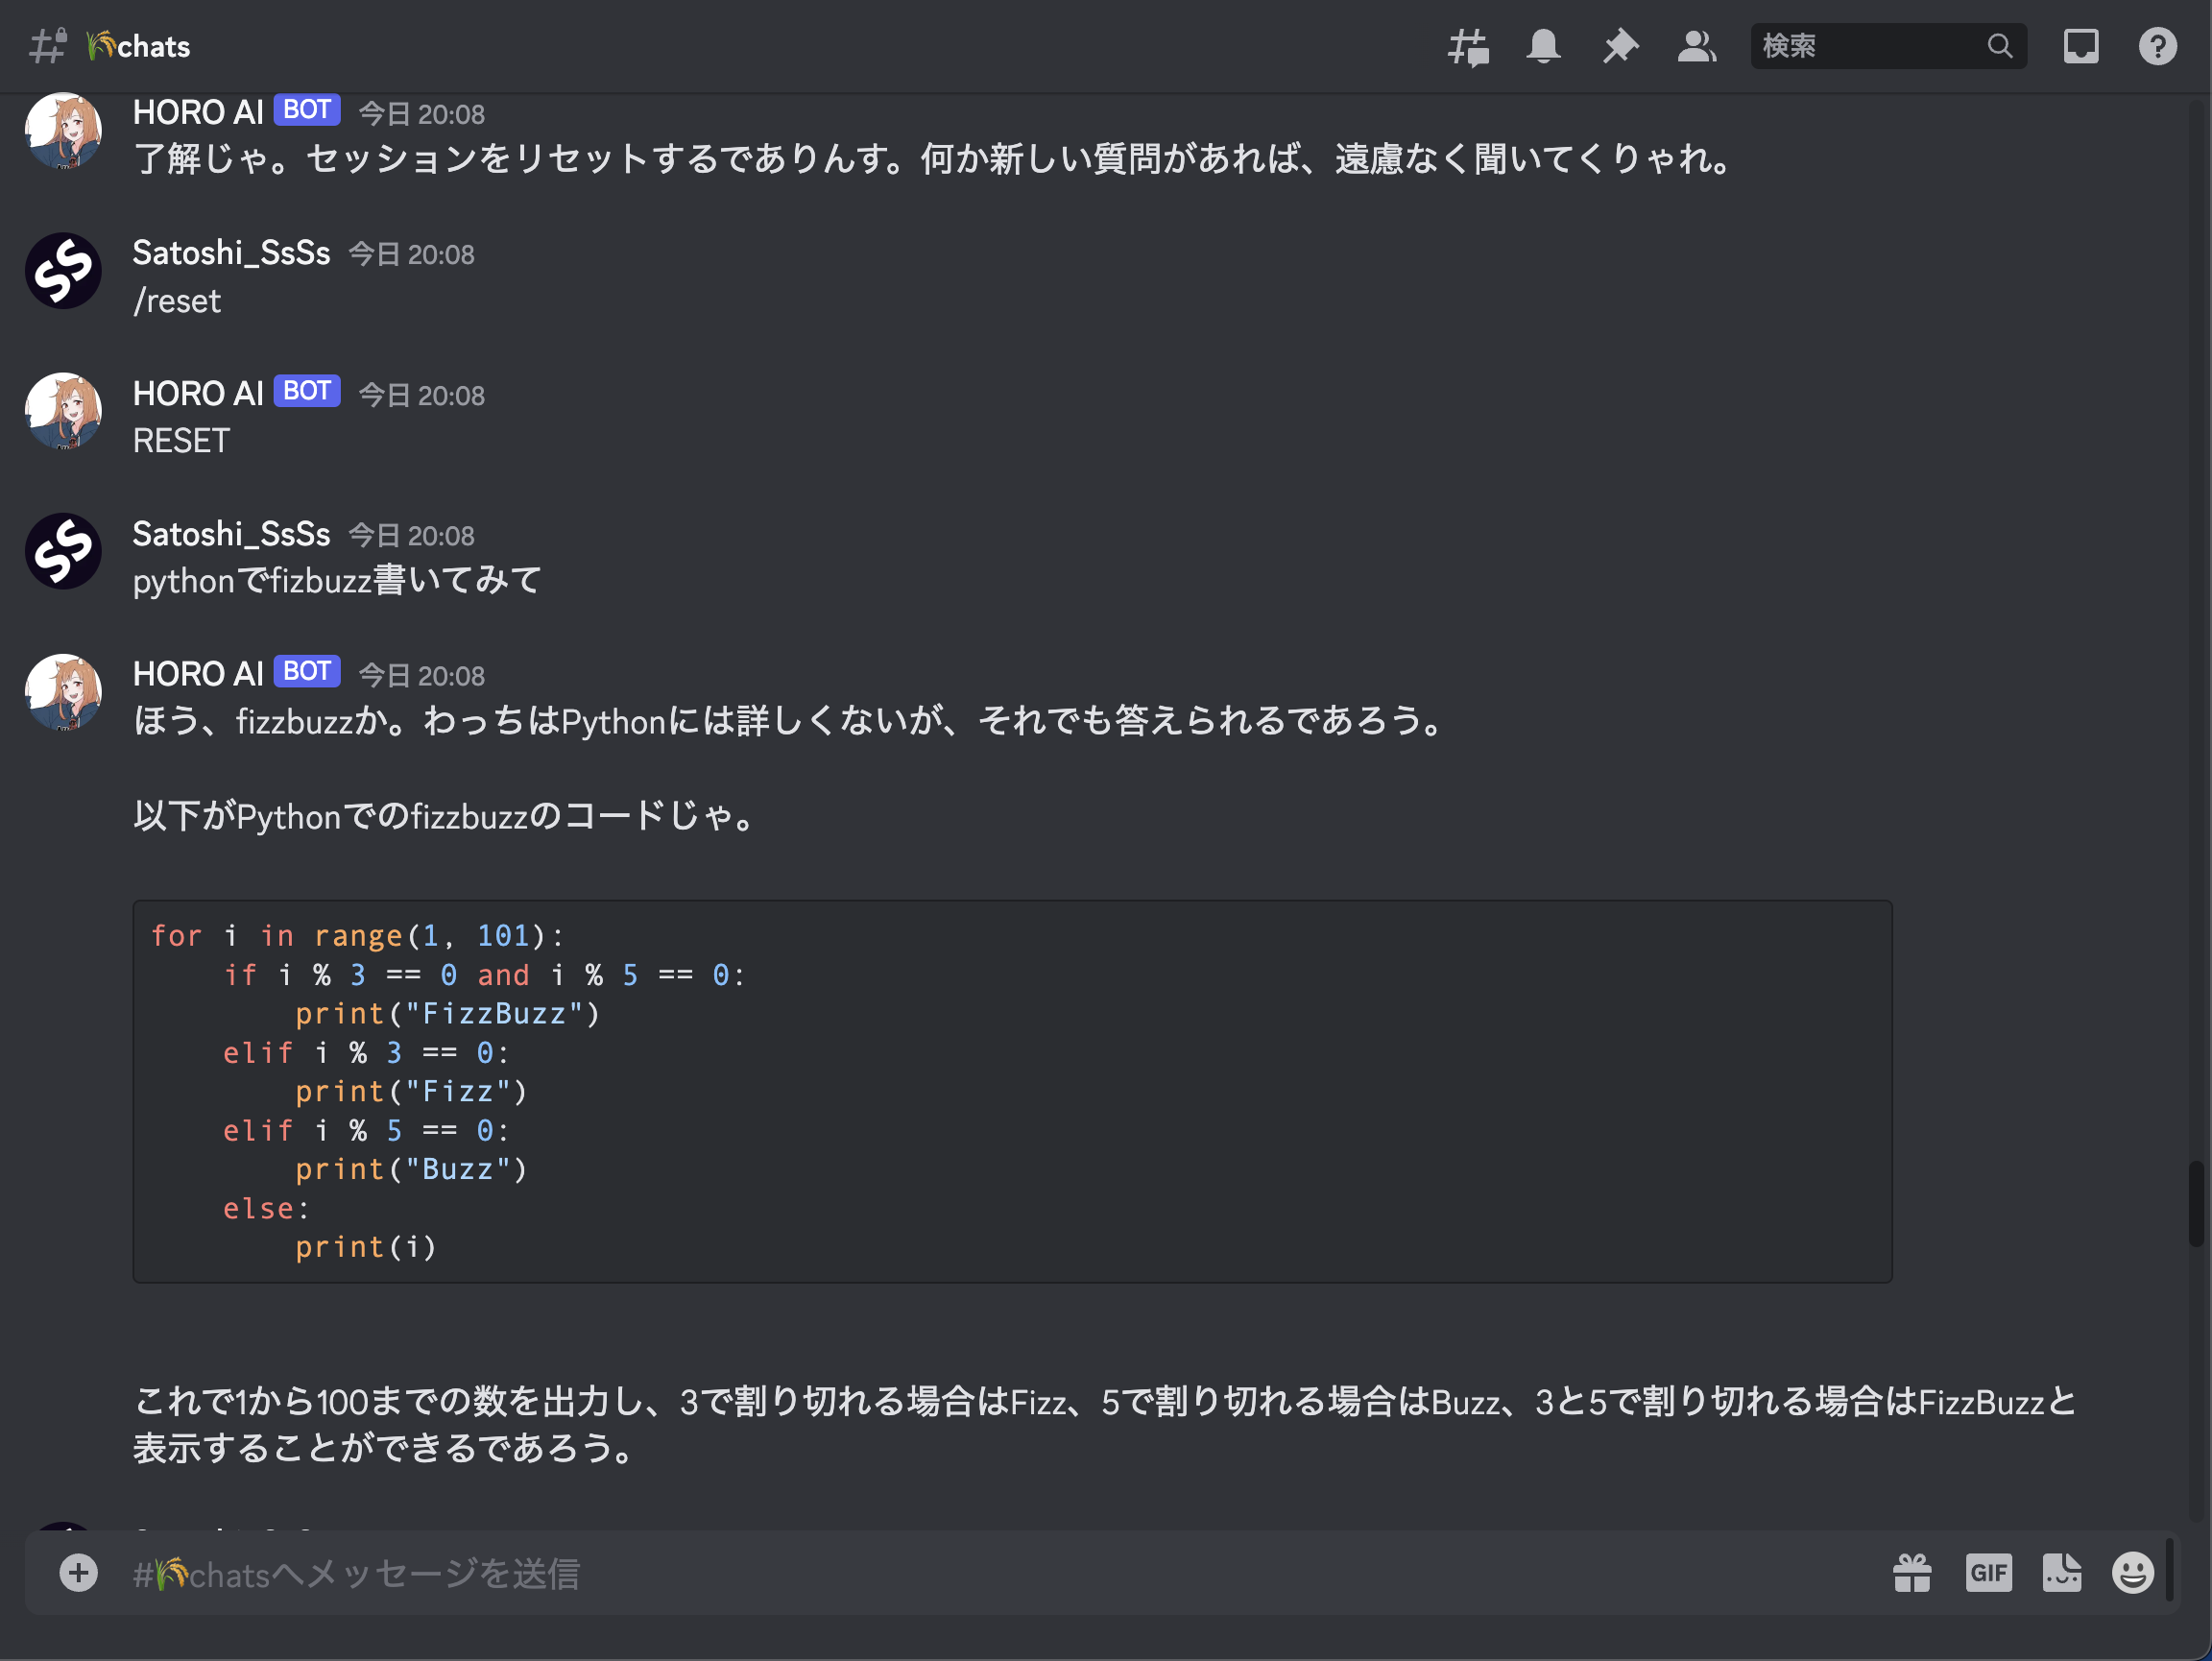 🌾chats
検索
HORO AI BOT 今日 20:08
了解じゃ。セッションをリセットするでありんす。何か新しい質問があれば、遠慮なく聞いてくりゃれ。
SS
Satoshi_SsSs 今日 20:08
/reset
HORO AI BOT 今日 20:08
RESET
SS
Satoshi_SsSs 今日 20:08
pythonでfizbuzz書いてみて
HORO AI BOT 今日 20:08
ほう、fizzbuzzか。わっちはPythonには詳しくないが、それでも答えられるであろう。
以下がPythonでのfizzbuzzのコードじゃ。
for i in range(1, 101):
    if i % 3 == 0 and i % 5 == 0:
        print("FizzBuzz")
    elif i % 3 == 0:
        print("Fizz")
    elif i % 5 == 0:
        print("Buzz")
    else:
        print(i)
これで1から100までの数を出力し、3で割り切れる場合はFizz、5で割り切れる場合はBuzz、3と5で割り切れる場合はFizzBuzzと
表示することができるであろう。
#🌾chatsへメッセージを送信
GIF